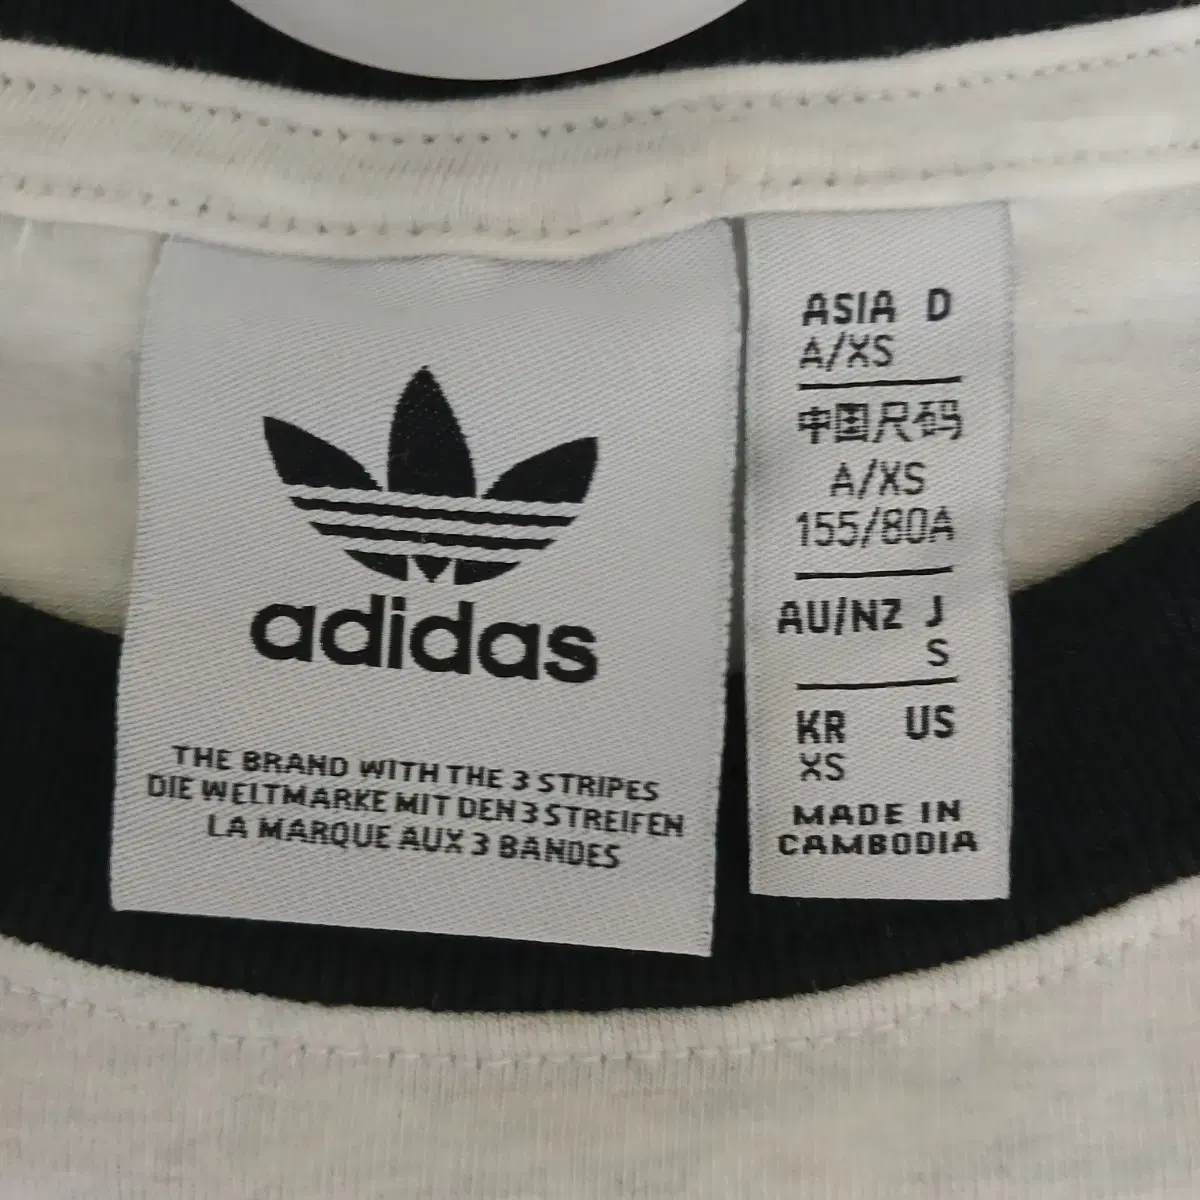 adidas
THE BRAND WITH THE 3 STRIPES
DIE WELTMARKE MIT DEN 3 STREIFEN
LA MARQUE AUX 3 BANDES
ASIA D
A/XS
中国尺码
A/XS
155/80A
AU/NZ J
S
KR US
XS
MADE IN
CAMBODIA